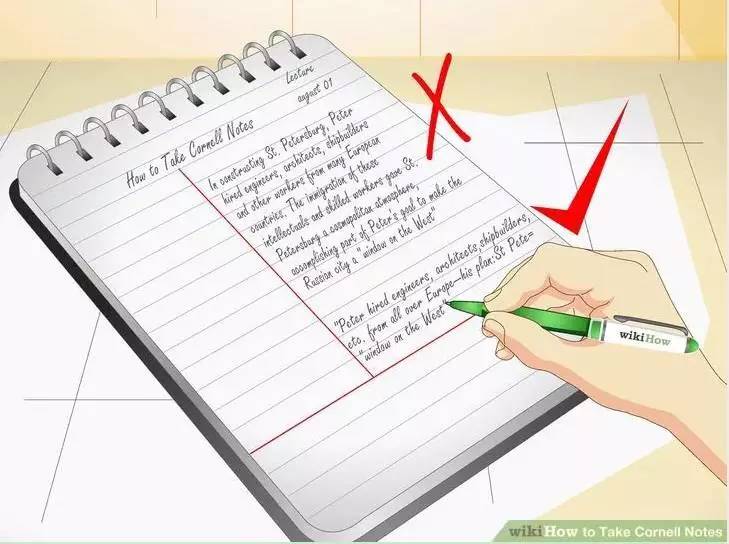 Lecture
august 01
How to Take Cornell Notes
In constructing St. Petersburg, Peter
hired engineers, architects, shipbuilders
and other workers from many European
countries. The immigration of these
intellectuals and skilled workers gave St.
Petersburg a cosmopolitan atmosphere,
accomplishing part of Peter's goal to make the
Russian city a "window on the West"
"Peter hired engineers, architects,shipbuilders,
etc. from all over Europe—his plan:St Pete=
"window on the West"
wikiHow
wikiHow to Take Cornell Notes